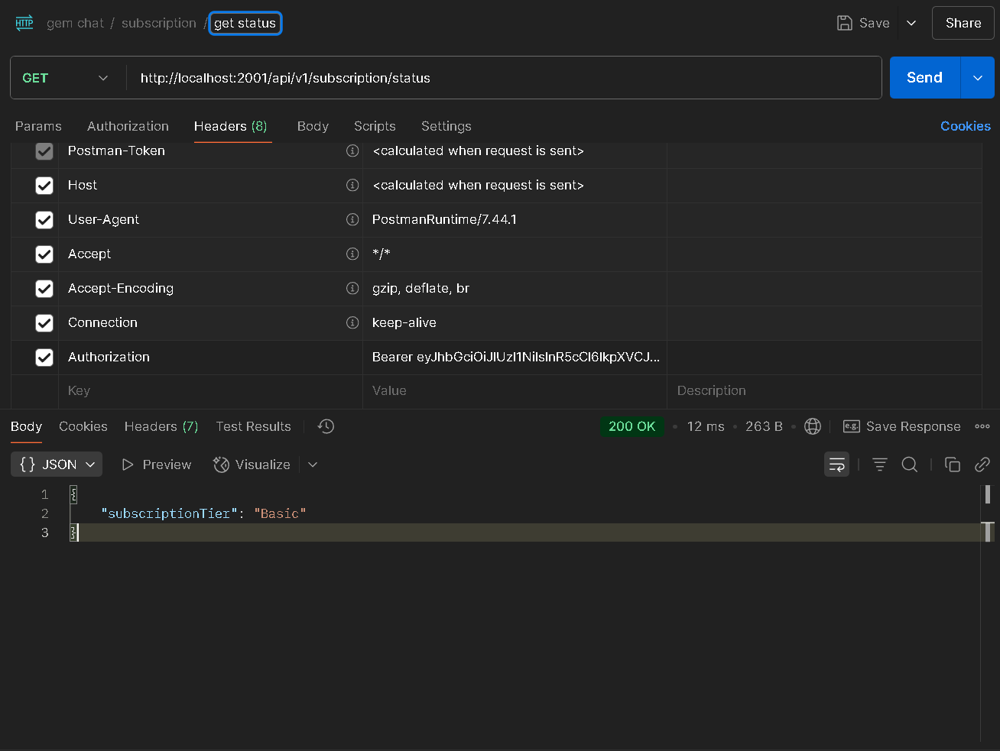 HTTP gem chat / subscription / get status Save Share
GET http://localhost:2001/api/v1/subscription/status Send
Params Authorization Headers (8) Body Scripts Settings Cookies
Postman-Token <calculated when request is sent>
Host <calculated when request is sent>
User-Agent PostmanRuntime/7.44.1
Accept */*
Accept-Encoding gzip, deflate, br
Connection keep-alive
Authorization Bearer eyJhbGciOiJIUzI1NiIsInR5cCI6IkpXVCJ...
Key Value Description
Body Cookies Headers (7) Test Results 200 OK • 12 ms • 263 B • e.g. Save Response
{} JSON Preview Visualize
1 {
2 "subscriptionTier": "Basic"
3 }